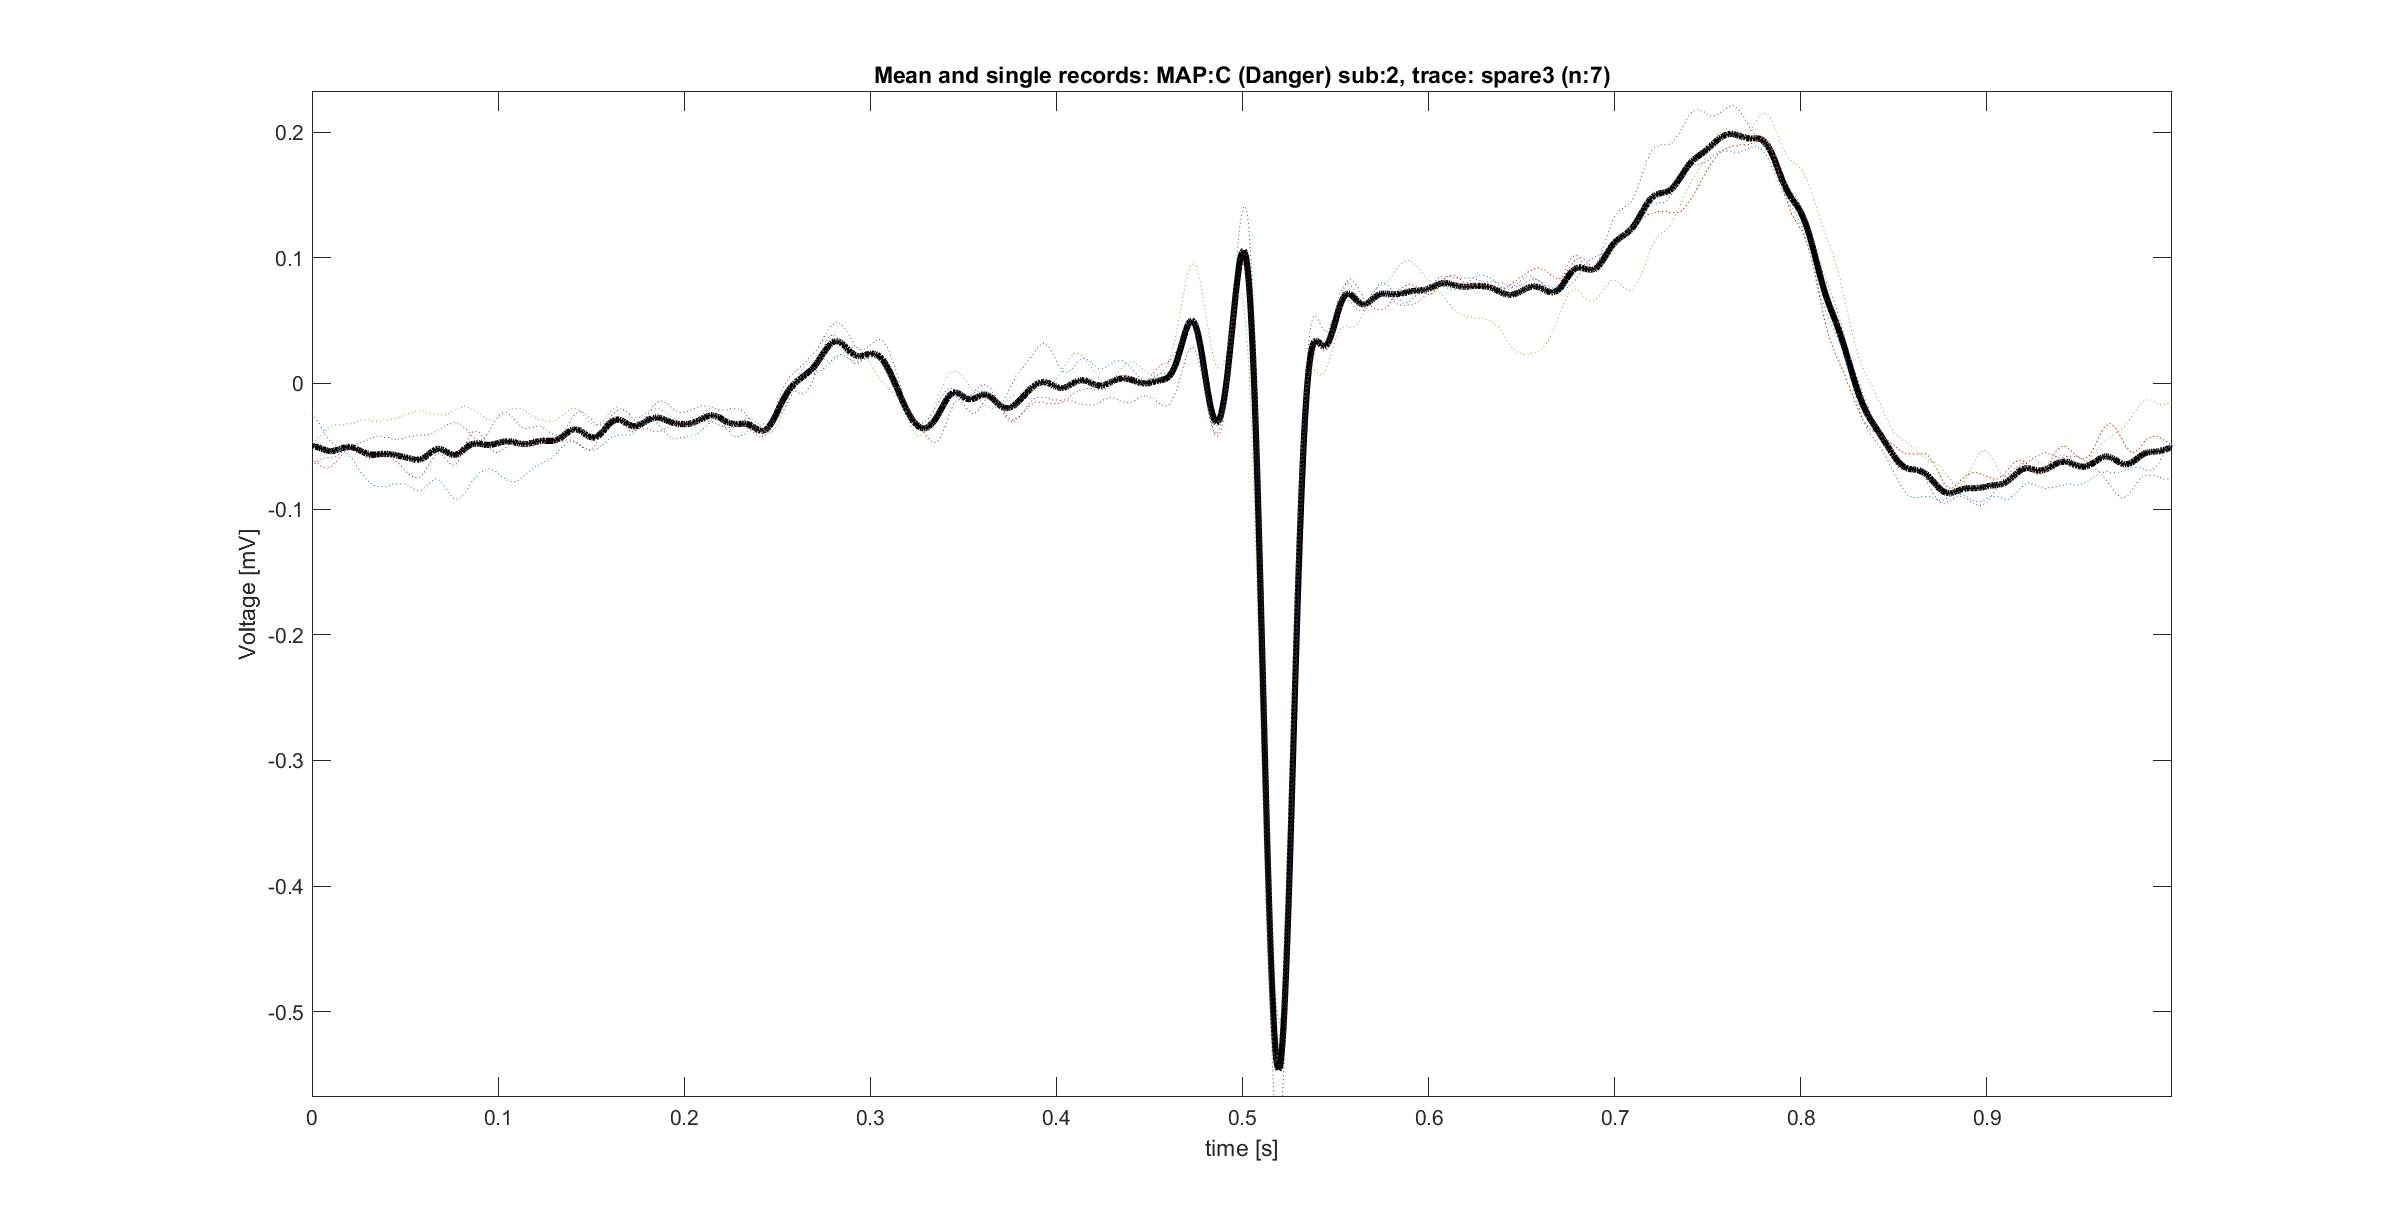 Mean and single records: MAP:C (Danger) sub:2, trace: spare3 (n:7)
0.2
0.1
0
-0.1
-0.2
-0.3
-0.4
-0.5
Voltage [mV]
0 0.1 0.2 0.3 0.4 0.5 0.6 0.7 0.8 0.9
time [s]